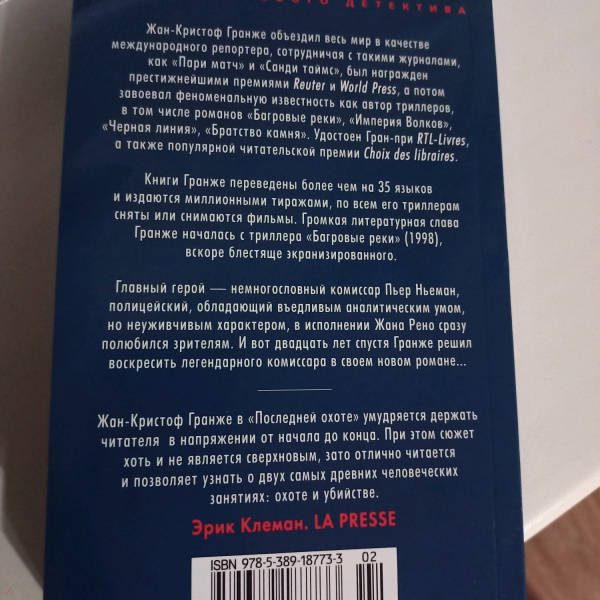 ДЕТЕКТИВА
Жан-Кристоф Гранже объездил весь мир в качестве
международного репортера, сотрудничая с такими журналами,
как «Пари матч» и «Санди таймс», был награжден
престижнейшими премиями Reuter и World Press, а потом
завоевал феноменальную известность как автор триллеров,
в том числе романов «Багровые реки», «Империя Волков»,
«Черная линия», «Братство камня». Удостоен Гран-при RTL-Livres,
а также популярной читательской премии Choix des libraires.
Книги Гранже переведены более чем на 35 языков
и издаются миллионными тиражами, по всем его триллерам
сняты или снимаются фильмы. Громкая литературная слава
Гранже началась с триллера «Багровые реки» (1998),
вскоре блестяще экранизированного.
Главный герой — немногословный комиссар Пьер Ньеман,
полицейский, обладающий въедливым аналитическим умом,
но неуживчивым характером, в исполнении Жана Рено сразу
полюбился зрителям. И вот двадцать лет спустя Гранже решил
воскресить легендарного комиссара в своем новом романе...
Жан-Кристоф Гранже в «Последней охоте» умудряется держать
читателя в напряжении от начала до конца. При этом сюжет
хоть и не является сверхновым, зато отлично читается
и позволяет узнать о двух самых древних человеческих
занятиях: охоте и убийстве.
Эрик Клеман. LA PRESSE
ISBN 978-5-389-18773-3 02